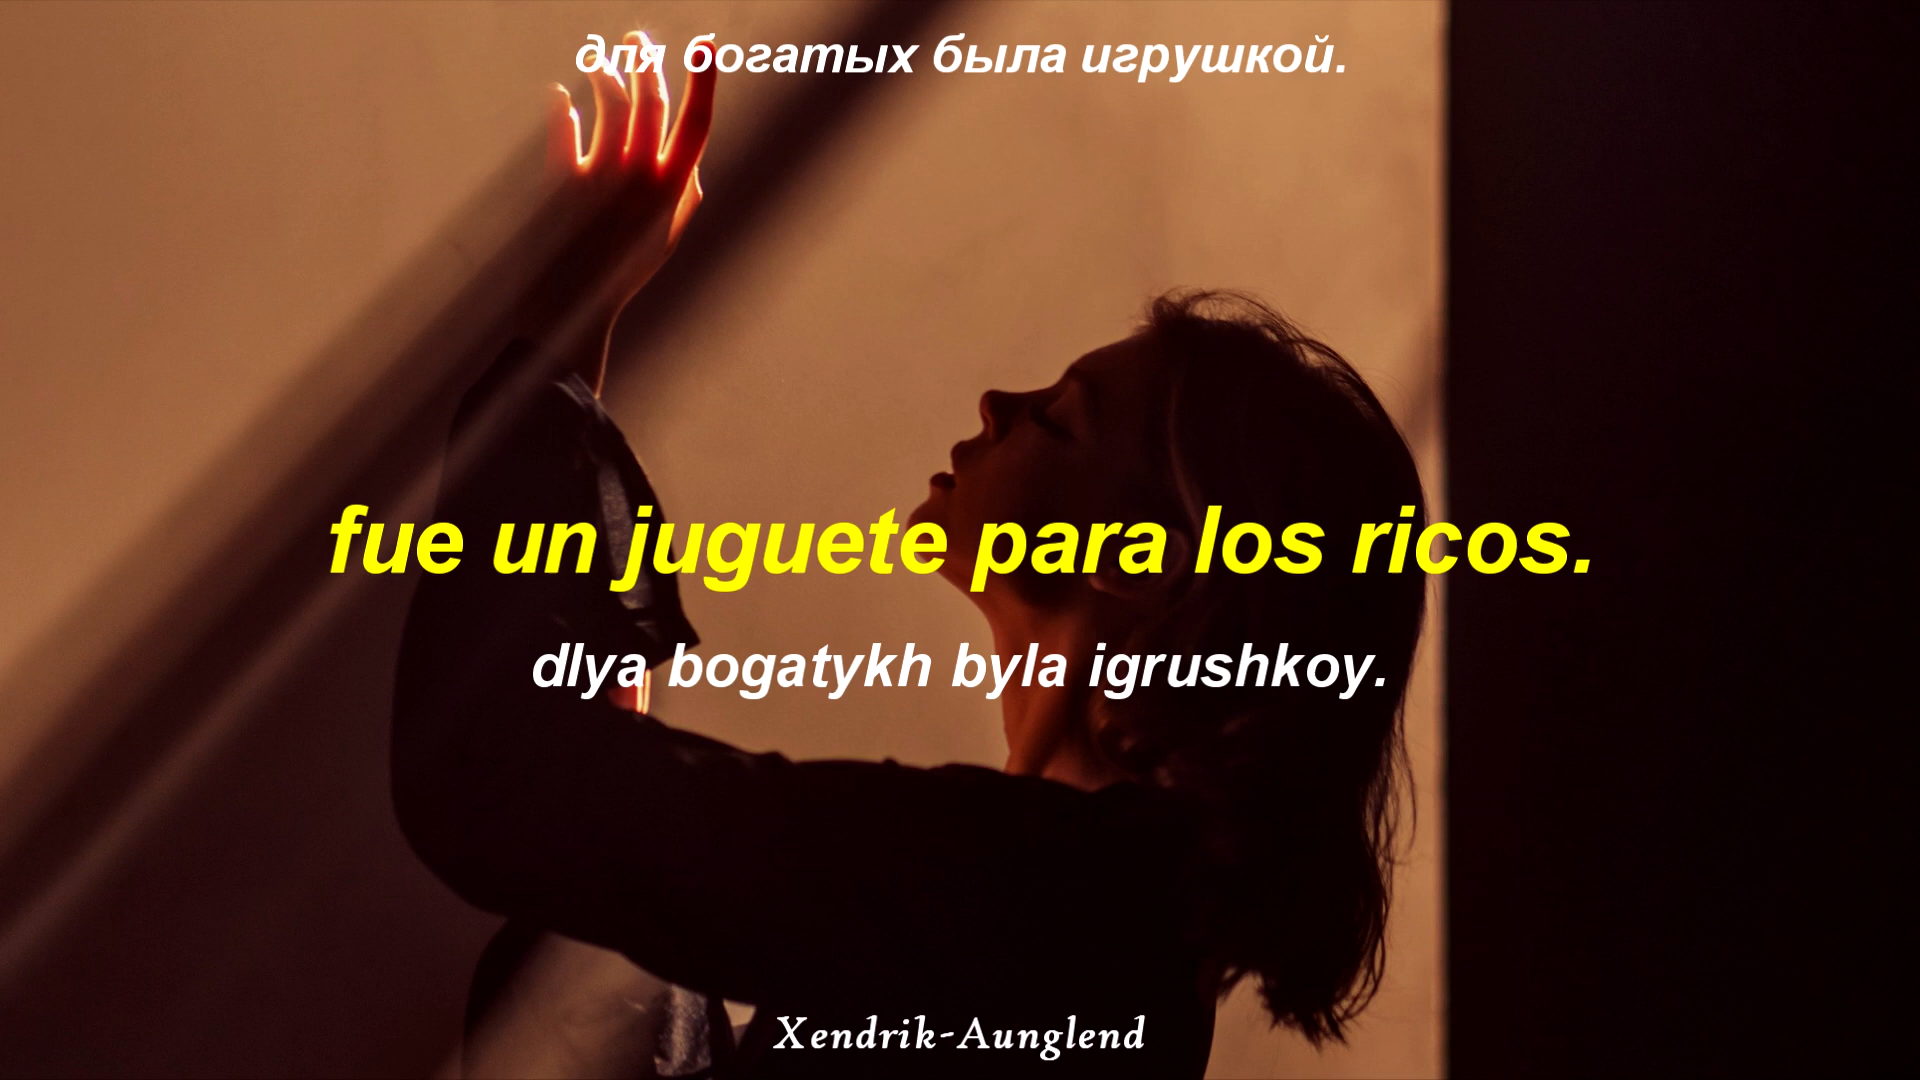 для богатых была игрушкой.
fue un juguete para los ricos.
dlya bogatykh byla igrushkoy.
Xendrik-Aunglend